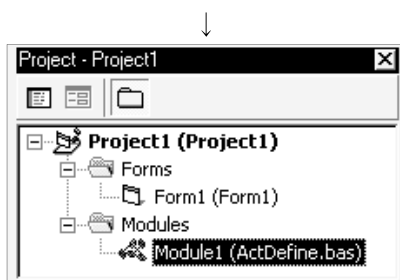 Project - Project1
Project1 (Project1)
Forms
Form1 (Form1)
Modules
Module1 (ActDefine.bas)